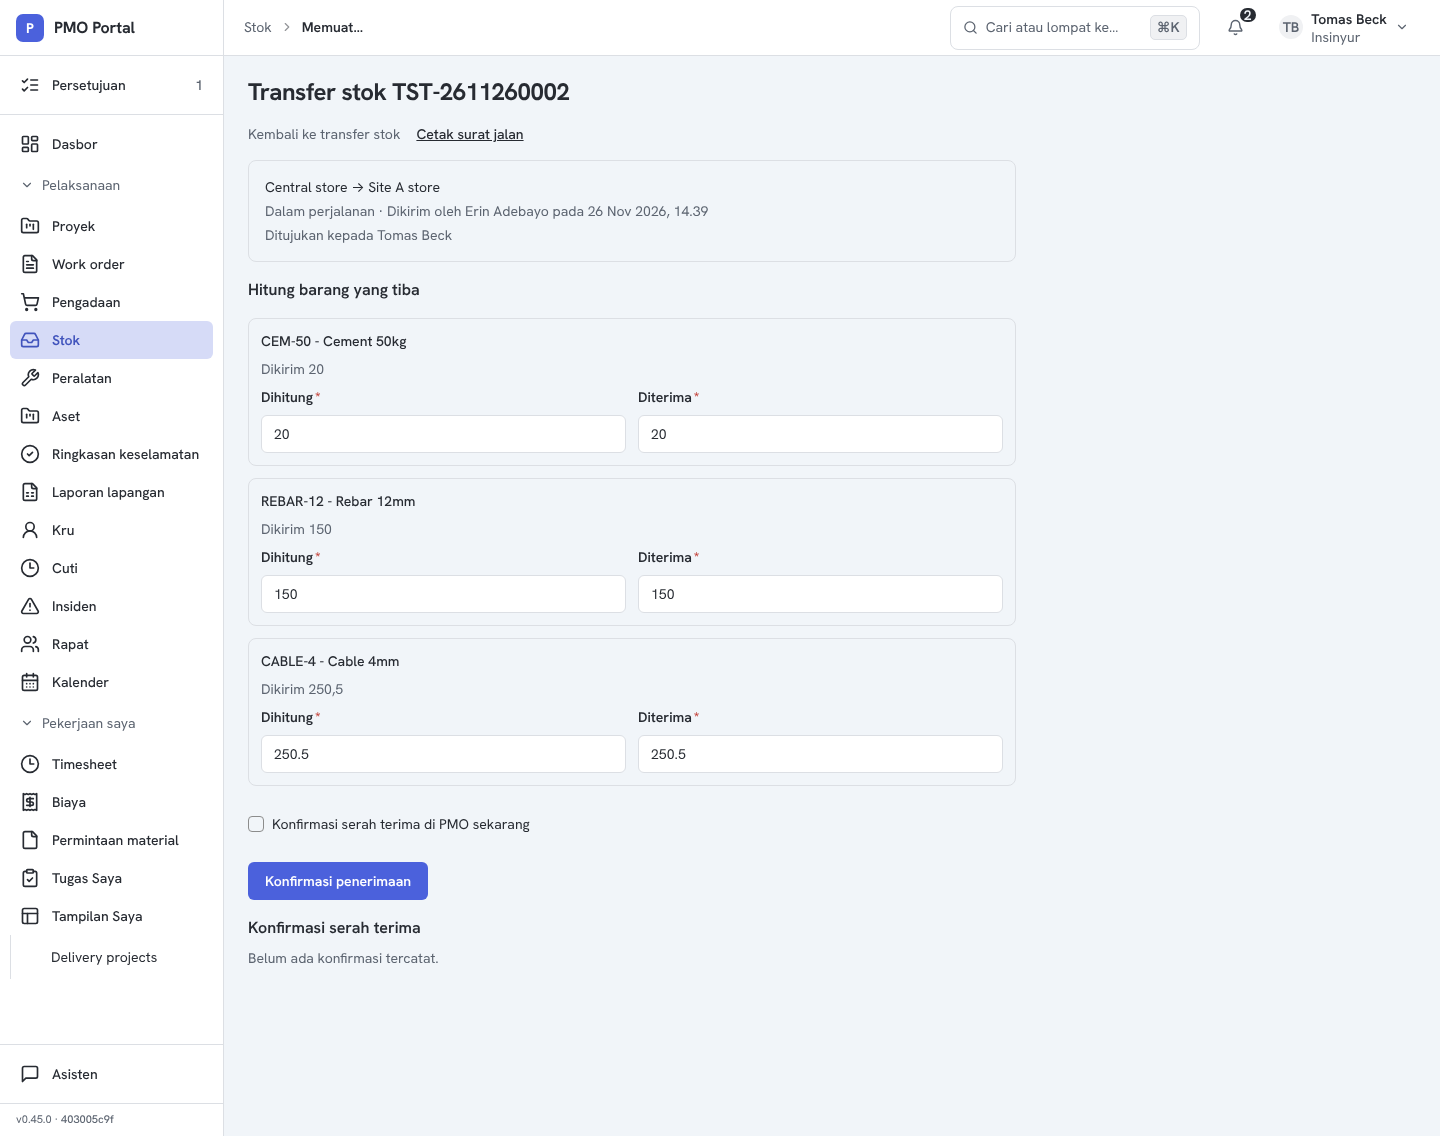 P PMO Portal
Stok > Memuat...
Cari atau lompat ke... ⌘K
2
TB Tomas Beck
Insinyur
Persetujuan 1
Dasbor
Pelaksanaan
Proyek
Work order
Pengadaan
Stok
Peralatan
Aset
Ringkasan keselamatan
Laporan lapangan
Kru
Cuti
Insiden
Rapat
Kalender
Pekerjaan saya
Timesheet
Biaya
Permintaan material
Tugas Saya
Tampilan Saya
Delivery projects
Asisten
v0.45.0 · 403005c9f
Transfer stok TST-2611260002
Kembali ke transfer stok Cetak surat jalan
Central store → Site A store
Dalam perjalanan · Dikirim oleh Erin Adebayo pada 26 Nov 2026, 14.39
Ditujukan kepada Tomas Beck
Hitung barang yang tiba
CEM-50 - Cement 50kg
Dikirim 20
Dihitung* Diterima*
20 20
REBAR-12 - Rebar 12mm
Dikirim 150
Dihitung* Diterima*
150 150
CABLE-4 - Cable 4mm
Dikirim 250,5
Dihitung* Diterima*
250.5 250.5
Konfirmasi serah terima di PMO sekarang
Konfirmasi penerimaan
Konfirmasi serah terima
Belum ada konfirmasi tercatat.